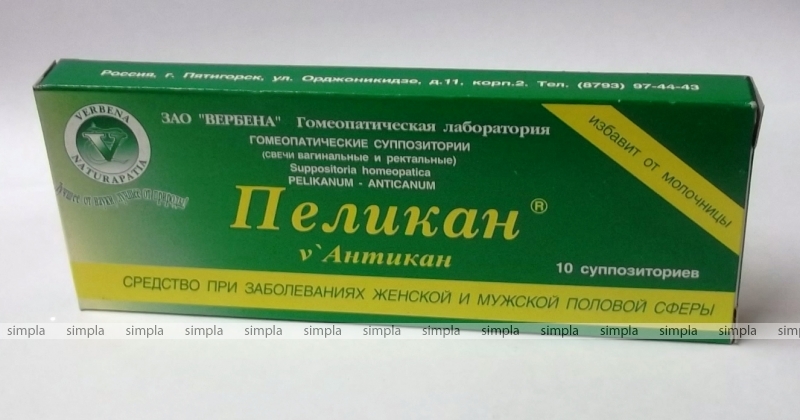 Россия, г. Пятигорск, ул. Орджоникидзе, д.11, корп.2. Тел. (8793) 97-44-43
VERBENA
V
NATURAPATIA
ЗАО "ВЕРБЕНА" Гомеопатическая лаборатория
ГОМЕОПАТИЧЕСКИЕ СУППОЗИТОРИИ
(СВЕЧИ ВАГИНАЛЬНЫЕ И РЕКТАЛЬНЫЕ)
Suppositoria homeopatica
PELIKANUM - ANTICANUM
Пеликан ®
v`Антикан
избавит от молочницы
10 суппозиториев
СРЕДСТВО ПРИ ЗАБОЛЕВАНИЯХ ЖЕНСКОЙ И МУЖСКОЙ ПОЛОВОЙ СФЕРЫ
simpla simpla simpla simpla simpla simpla simpla simpla simpla simpla simpla simpla simpla